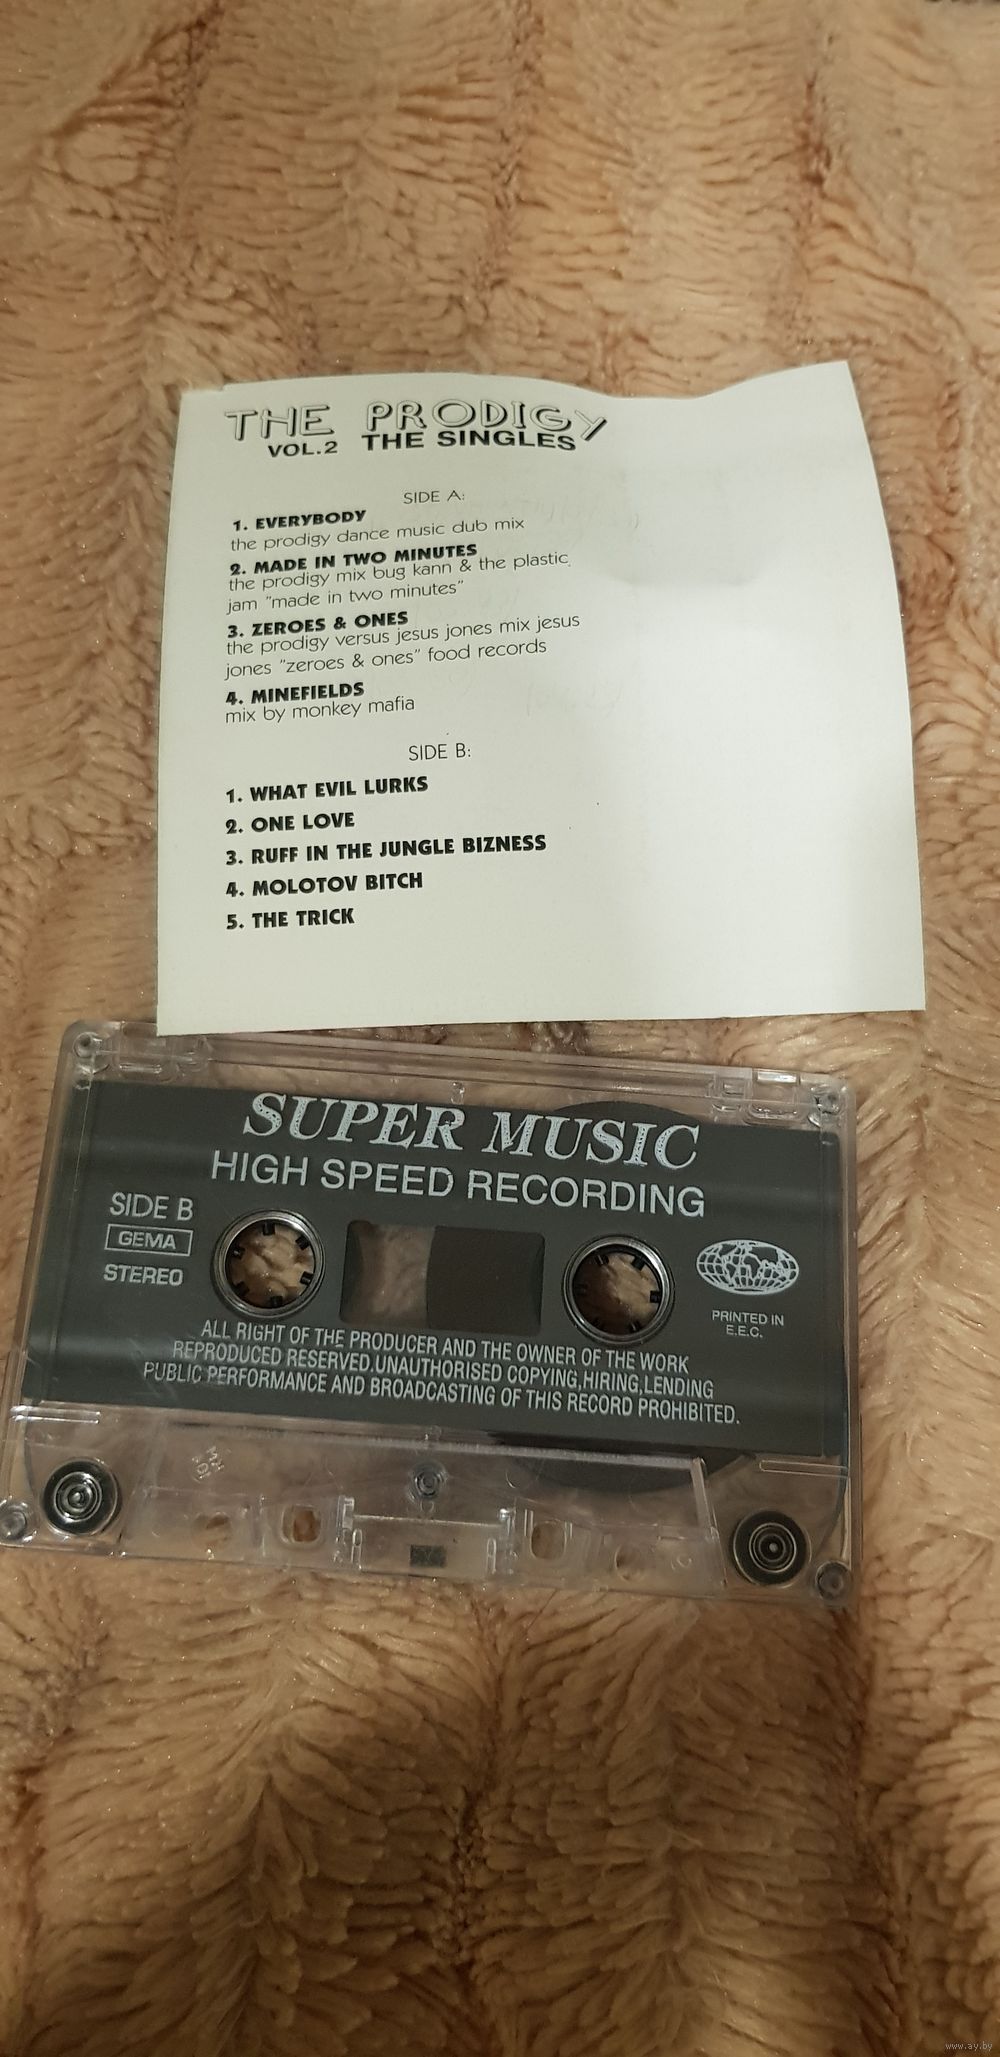 THE PRODIGY
VOL.2 THE SINGLES
SIDE A:
1. EVERYBODY
the prodigy dance music dub mix
2. MADE IN TWO MINUTES
the prodigy mix bug kann & the plastic
jam "made in two minutes"
3. ZEROES & ONES
the prodigy versus jesus jones mix jesus
jones "zeroes & ones" food records
4. MINEFIELDS
mix by monkey mafia
SIDE B:
1. WHAT EVIL LURKS
2. ONE LOVE
3. RUFF IN THE JUNGLE BIZNESS
4. MOLOTOV BITCH
5. THE TRICK
SUPER MUSIC
HIGH SPEED RECORDING
SIDE B
GEMA
STEREO
PRINTED IN
E.E.C.
ALL RIGHT OF THE PRODUCER AND THE OWNER OF THE WORK
REPRODUCED RESERVED.UNAUTHORISED COPYING,HIRING,LENDING
PUBLIC PERFORMANCE AND BROADCASTING OF THIS RECORD PROHIBITED.
www.ay.by